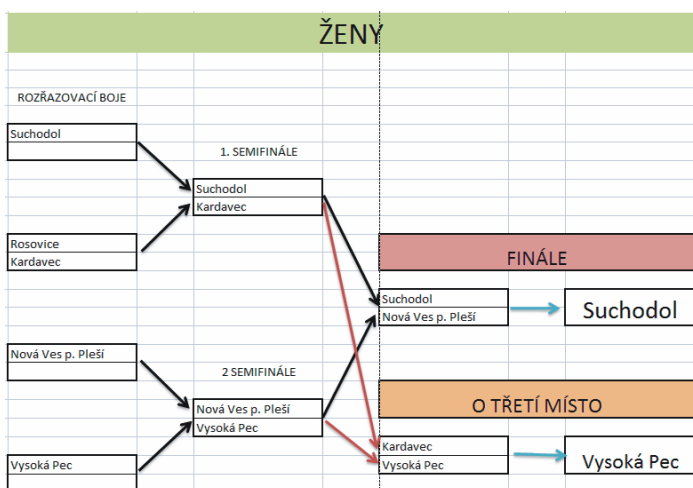 ŽENY
ROZŘAZOVACÍ BOJE
Suchodol
1. SEMIFINÁLE
Suchodol
Kardavec
Rosovice
Kardavec
FINÁLE
Suchodol
Nová Ves p. Pleší
Suchodol
Nová Ves p. Pleší
2 SEMIFINÁLE
Nová Ves p. Pleší
Vysoká Pec
O TŘETÍ MÍSTO
Kardavec
Vysoká Pec
Vysoká Pec
Vysoká Pec